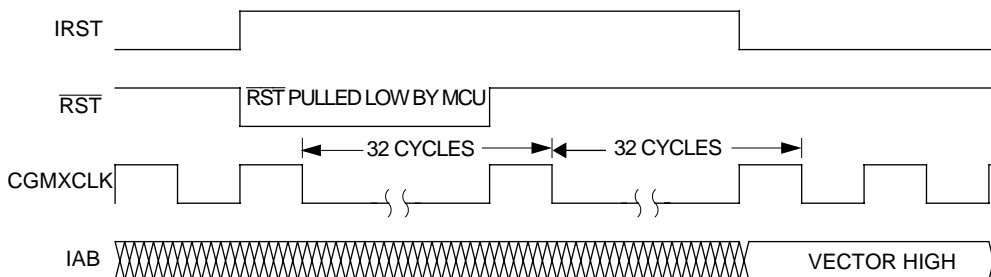 IRST
RST RST PULLED LOW BY MCU
32 CYCLES 32 CYCLES
CGMXCLK
IAB VECTOR HIGH